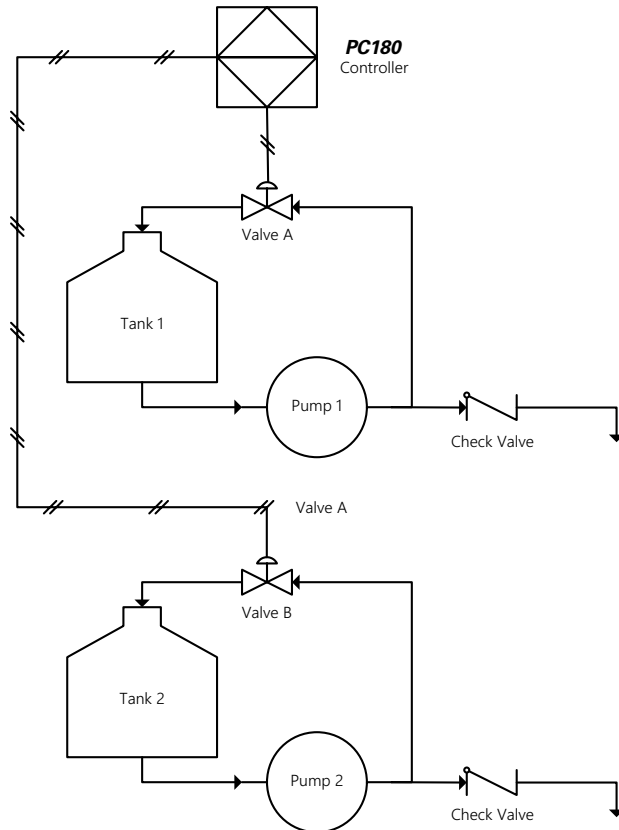 PC180
Controller
Valve A
Tank 1
Pump 1
Check Valve
Valve A
Valve B
Tank 2
Pump 2
Check Valve